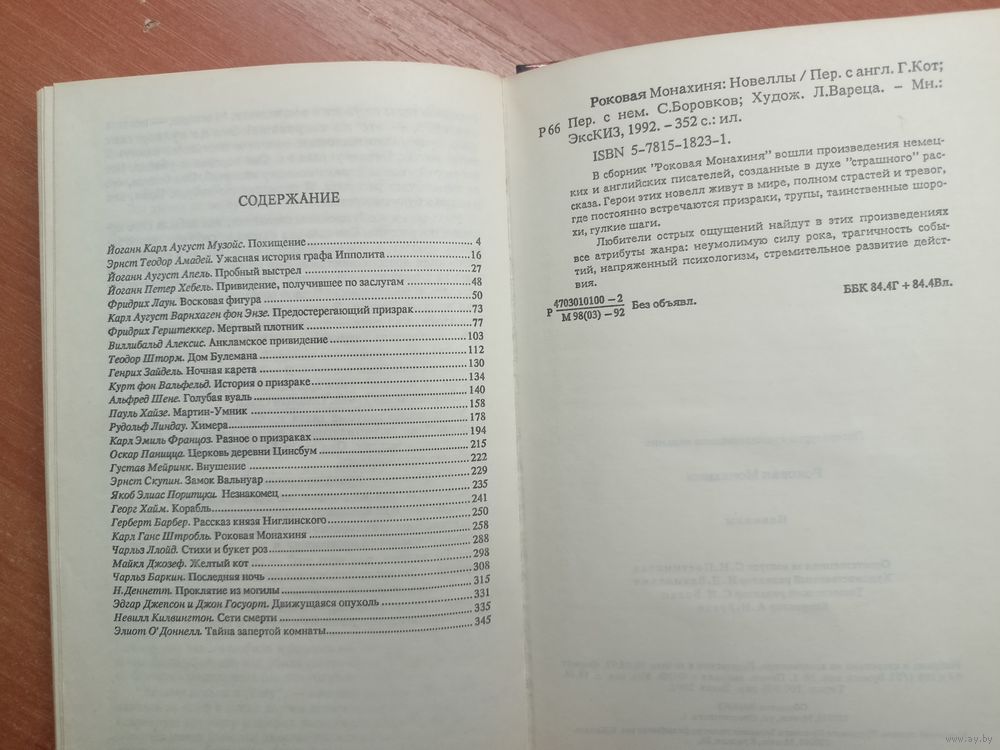 СОДЕРЖАНИЕ
Йоганн Карл Аугуст Музойс. Похищение ........ 4
Эрнст Теодор Амадей. Ужасная история графа Ипполита ........ 16
Йоганн Аугуст Апель. Пробный выстрел ........ 27
Йоганн Петер Хебель. Привидение, получившее по заслугам ........ 48
Фридрих Лаун. Восковая фигура ........ 50
Карл Аугуст Варнхаген фон Энзе. Предостерегающий призрак ........ 73
Фридрих Герштеккер. Мертвый плотник ........ 77
Виллибальд Алексис. Анкламское привидение ........ 103
Теодор Шторм. Дом Булемана ........ 112
Генрих Зайдель. Ночная карета ........ 130
Курт фон Вальфельд. История о призраке ........ 134
Альфред Шене. Голубая вуаль ........ 140
Пауль Хайзе. Мартин-Умник ........ 158
Рудольф Линдау. Химера ........ 178
Карл Эмиль Француз. Разное о призраках ........ 194
Оскар Паницца. Церковь деревни Цинсбум ........ 215
Густав Мейринк. Внушение ........ 222
Эрнст Скупин. Замок Вальнуар ........ 229
Якоб Элиас Поритцки. Незнакомец ........ 235
Георг Хайм. Корабль ........ 241
Герберт Барбер. Рассказ князя Ниглинского ........ 250
Карл Ганс Штробль. Роковая Монахиня ........ 258
Чарльз Ллойд. Стихи и букет роз ........ 288
Майкл Джозеф. Желтый кот ........ 298
Чарльз Баркин. Последняя ночь ........ 308
Н.Деннетт. Проклятие из могилы ........ 315
Эдгар Джепсон и Джон Госуорт. Движущаяся опухоль ........ 331
Невилл Килвингтон. Сети смерти ........ 335
Элиот О'Доннелл. Тайна запертой комнаты ........ 345
Роковая Монахиня: Новеллы / Пер. с англ. Г.Кот;
Р 66 Пер. с нем. С.Боровков; Худож. Л.Вареца. – Мн.:
ЭксКИЗ, 1992. – 352 с.: ил.
ISBN 5-7815-1823-1.
В сборник "Роковая Монахиня" вошли произведения немец-
ких и английских писателей, созданные в духе "страшного" рас-
сказа. Герои этих новелл живут в мире, полном страстей и тревог,
где постоянно встречаются призраки, трупы, таинственные шоро-
хи, гулкие шаги.
Любители острых ощущений найдут в этих произведениях
все атрибуты жанра: неумолимую силу рока, трагичность собы-
тий, напряженный психологизм, стремительное развитие дейст-
вия.
Р 4703010100 – 2
М 98(03) – 92 Без объявл.
ББК 84.4Г + 84.4Вл.
www.ay.by